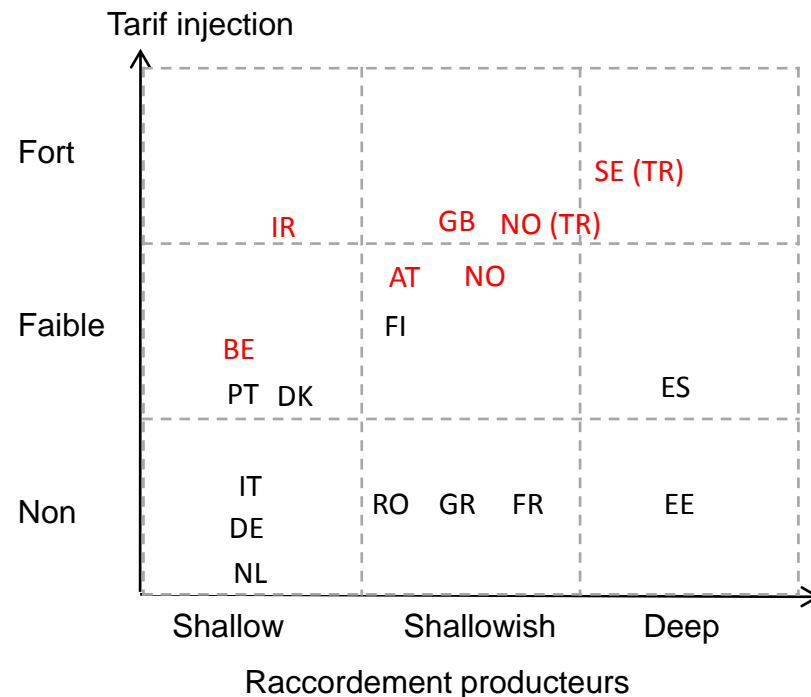 Tarif injection
Fort
SE (TR)
IR
GB
NO (TR)
AT
NO
Faible
FI
BE
PT
DK
ES
IT
Non
RO
GR
FR
EE
DE
NL
Shallow
Shallowish
Deep
Raccordement producteurs